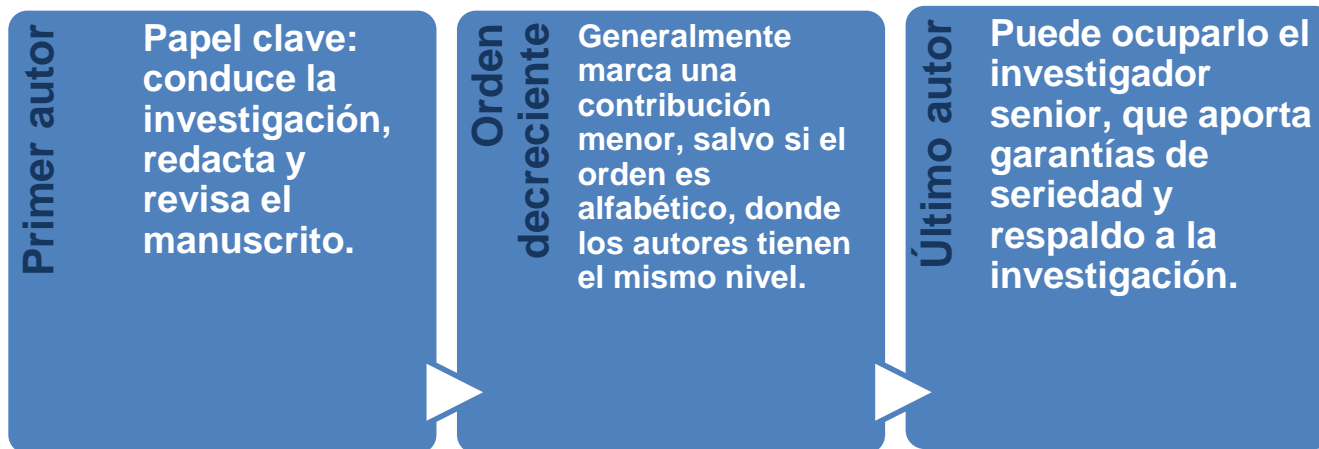 Primer autor
Papel clave:
conduce la
investigación,
redacta y
revisa el
manuscrito.
Orden
decreciente
Generalmente
marca una
contribución
menor, salvo si el
orden es
alfabético, donde
los autores tienen
el mismo nivel.
Último autor
Puede ocuparlo el
investigador
senior, que aporta
garantías de
seriedad y
respaldo a la
investigación.